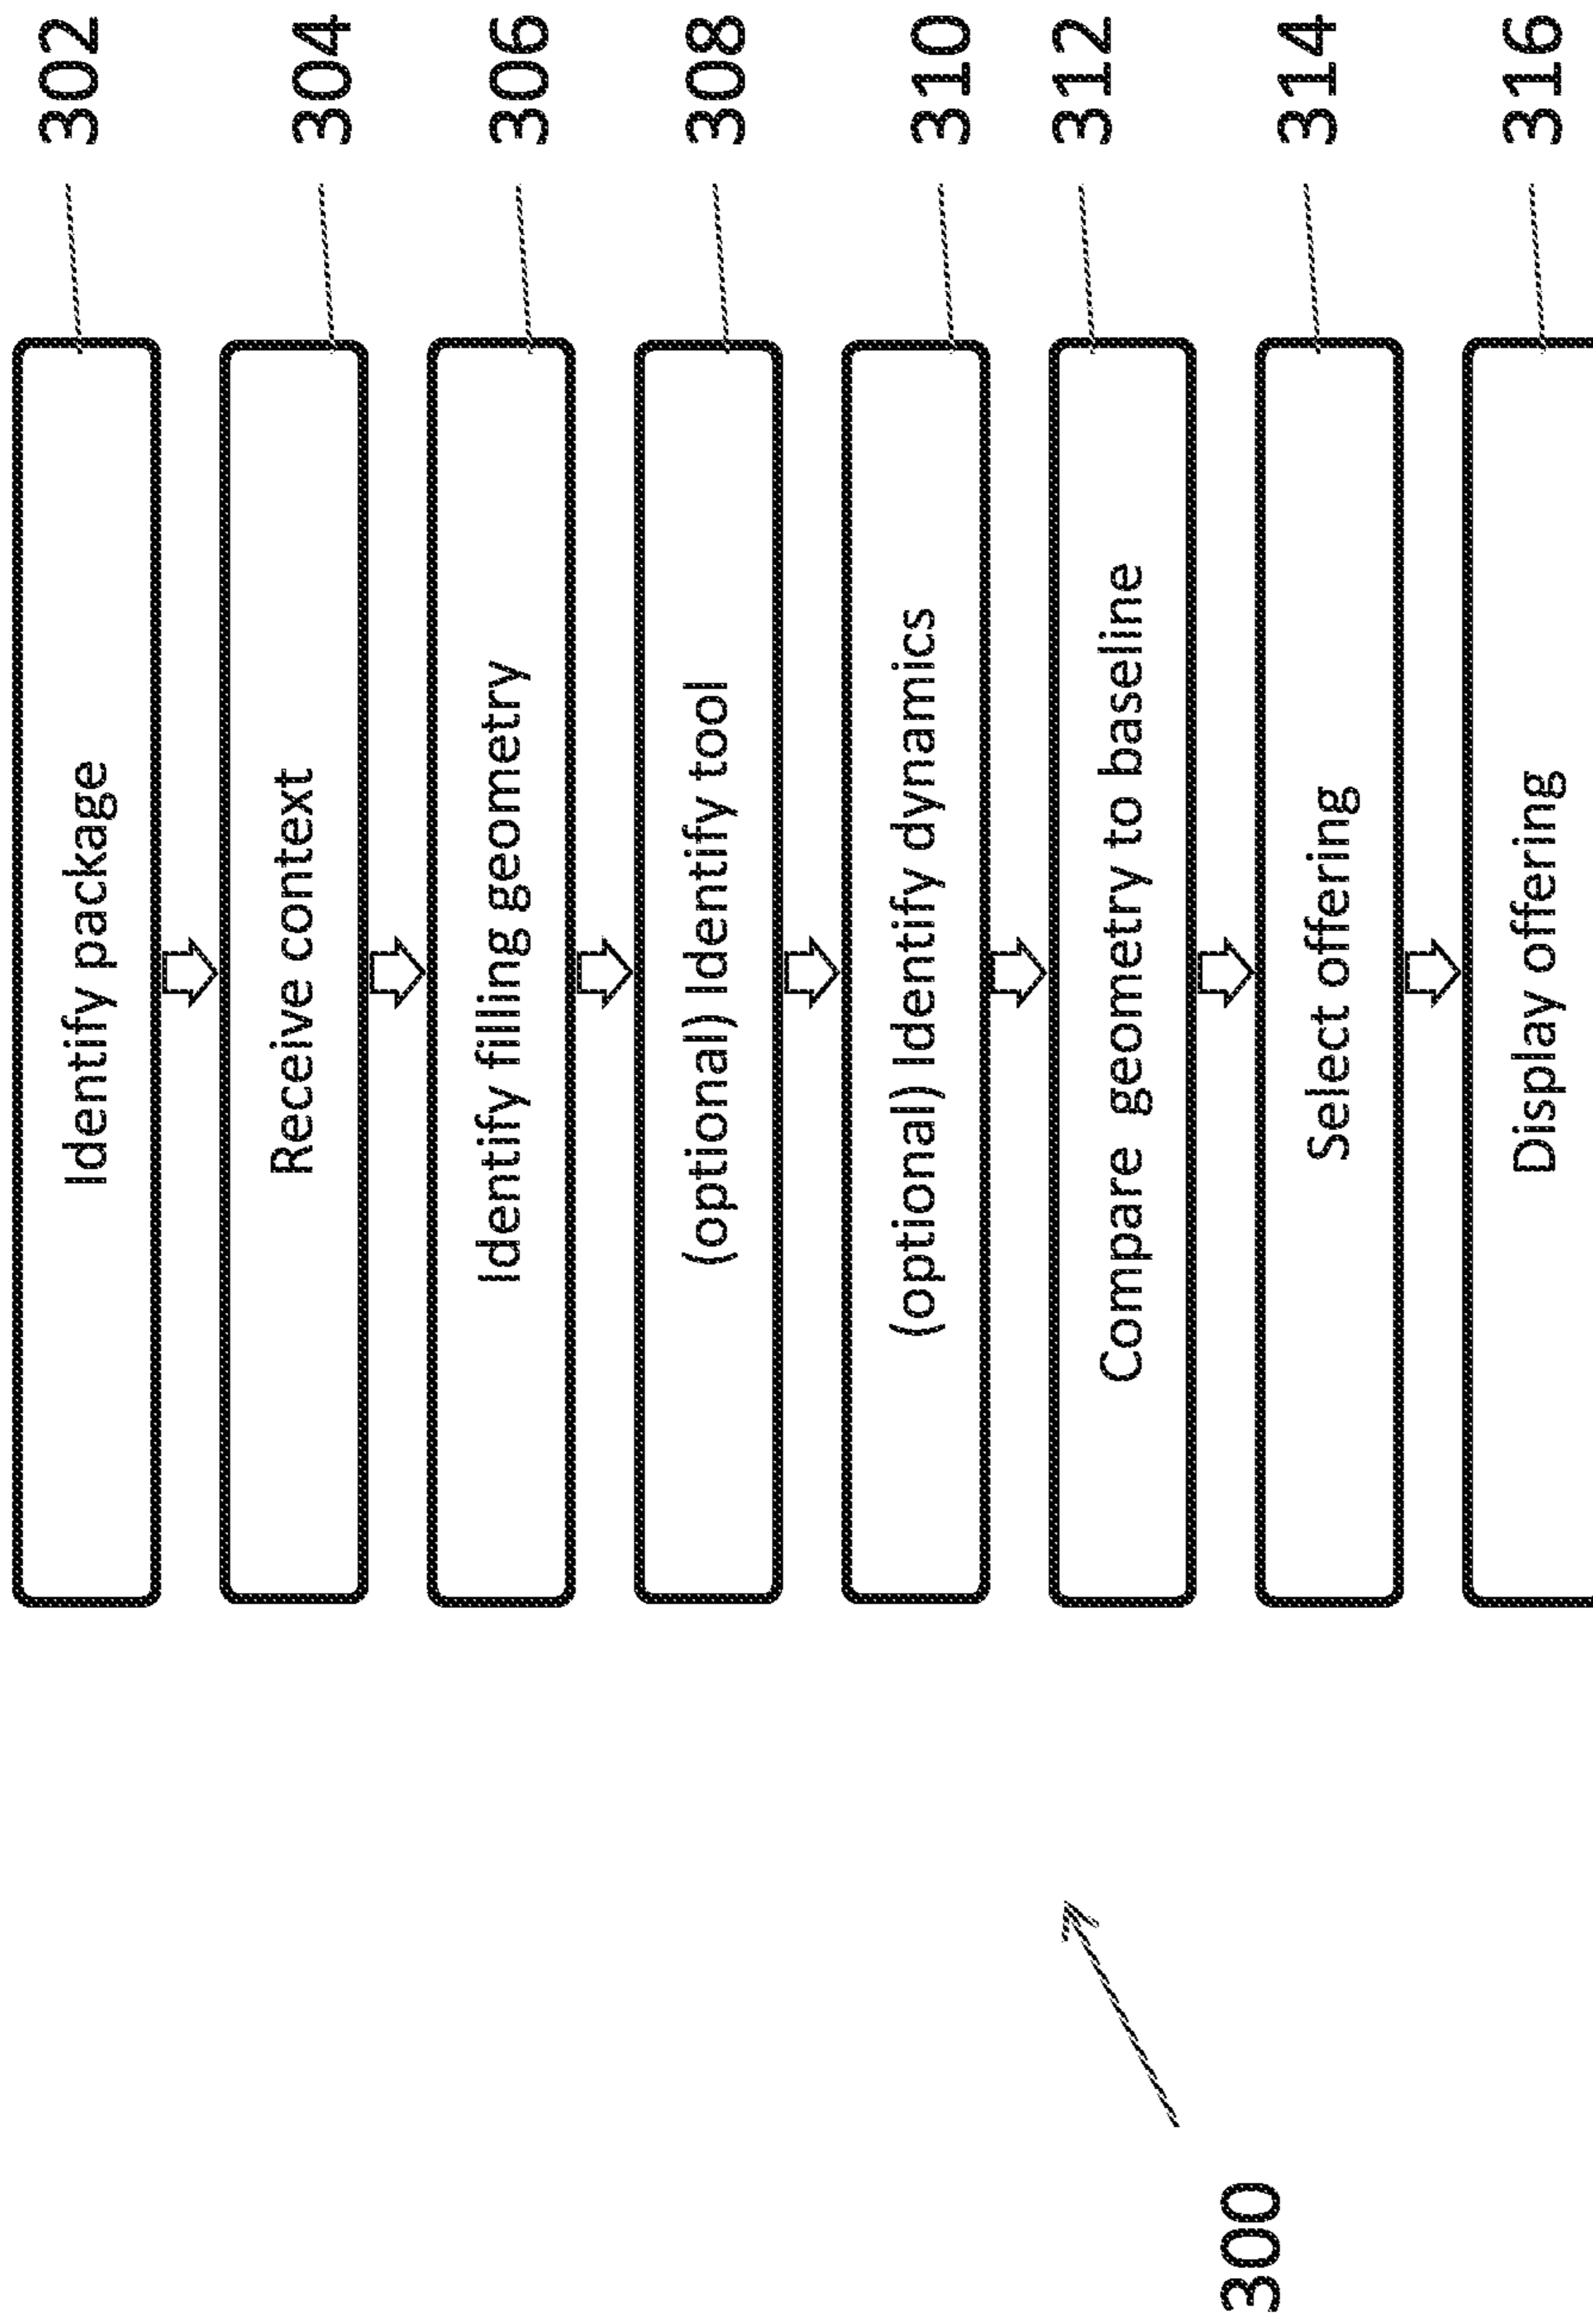 Identify package
302
Receive context
304
Identify filling geometry
306
(optional) Identify tool
308
(optional) Identify dynamics
310
Compare  geometry to baseline
312
Select offering
314
Display offering
316
300